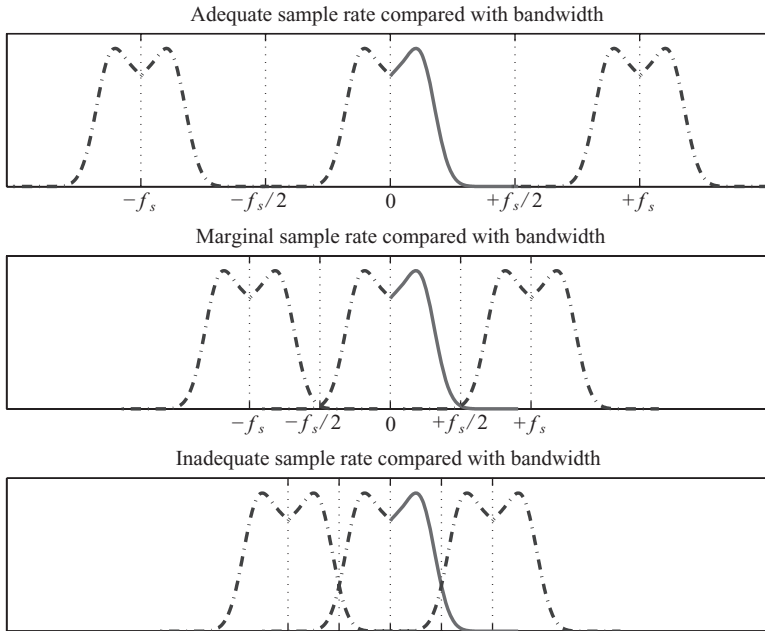 Adequate sample rate compared with bandwidth
−fs −fs/2 0 +fs/2 +fs
Marginal sample rate compared with bandwidth
−fs −fs/2 0 +fs/2 +fs
Inadequate sample rate compared with bandwidth